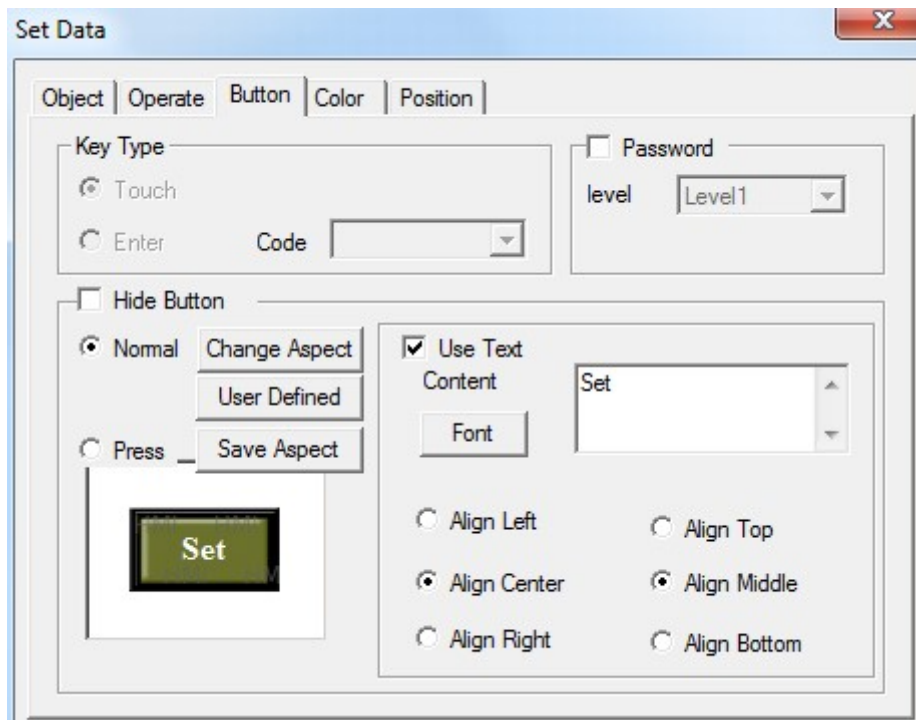 Set Data
Object Operate Button Color Position
Key Type
Touch
Enter Code
Password
level Level1
Hide Button
Normal Change Aspect
User Defined
Press Save Aspect
Set
Use Text
Content Set
Font
Align Left Align Top
Align Center Align Middle
Align Right Align Bottom